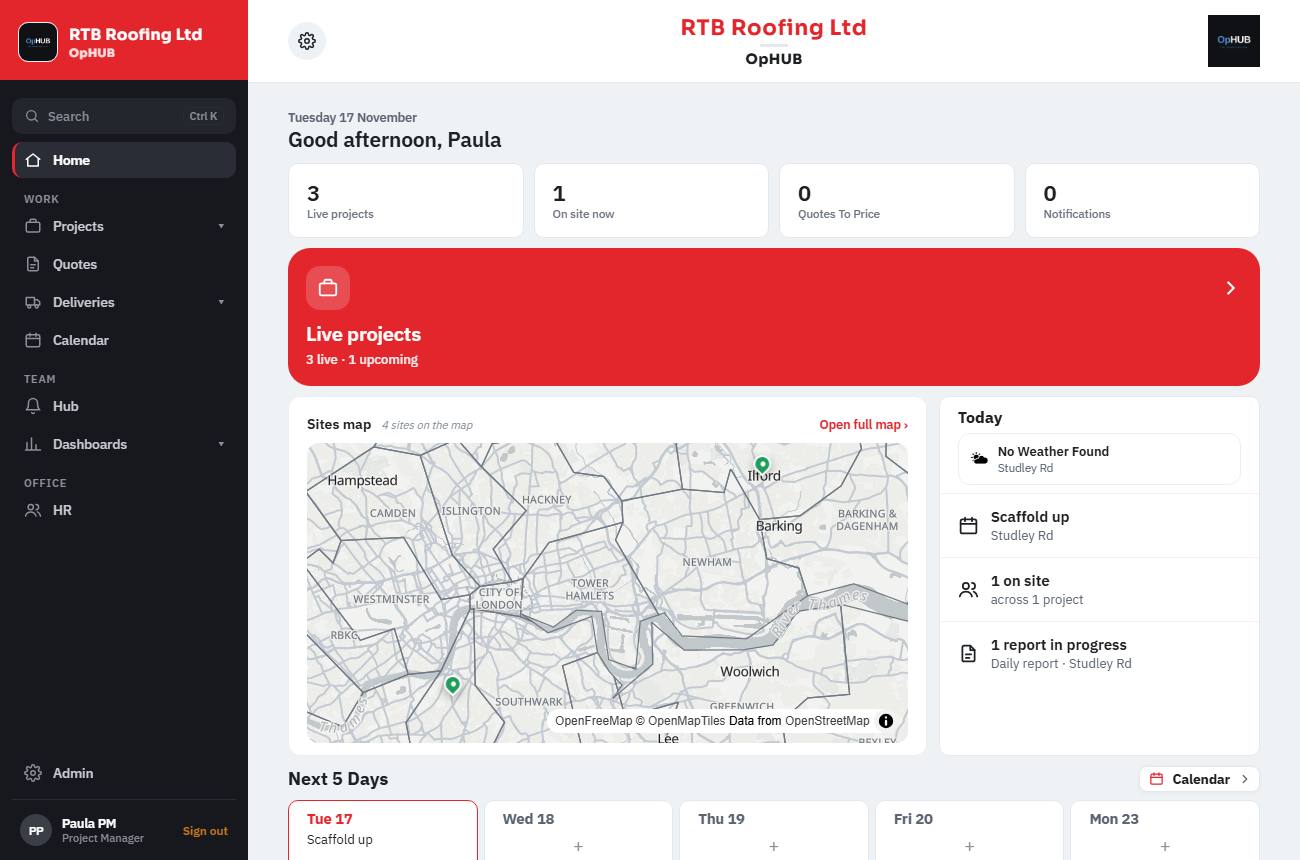 OpHUB
RTB Roofing Ltd
OpHUB
Search
Ctrl K
Home
WORK
Projects
Quotes
Deliveries
Calendar
TEAM
Hub
Dashboards
OFFICE
HR
Admin
PP
Paula PM
Project Manager
Sign out
RTB Roofing Ltd
OpHUB
OpHUB
Tuesday 17 November
Good afternoon, Paula
3
Live projects
1
On site now
0
Quotes To Price
0
Notifications
Live projects
3 live · 1 upcoming
Sites map
4 sites on the map
Open full map ›
Hampstead
CAMDEN
ISLINGTON
HACKNEY
Ilford
Barking
BARKING &
DAGENHAM
NEWHAM
TOWER
HAMLETS
CITY OF
LONDON
WESTMINSTER
RBKC
River Thames
Woolwich
SOUTHWARK
GREENWICH
Thames
Lee
BEXLEY
OpenFreeMap © OpenMapTiles Data from OpenStreetMap
Today
No Weather Found
Studley Rd
Scaffold up
Studley Rd
1 on site
across 1 project
1 report in progress
Daily report · Studley Rd
Next 5 Days
Calendar
Tue 17
Scaffold up
Wed 18
+
Thu 19
+
Fri 20
+
Mon 23
+